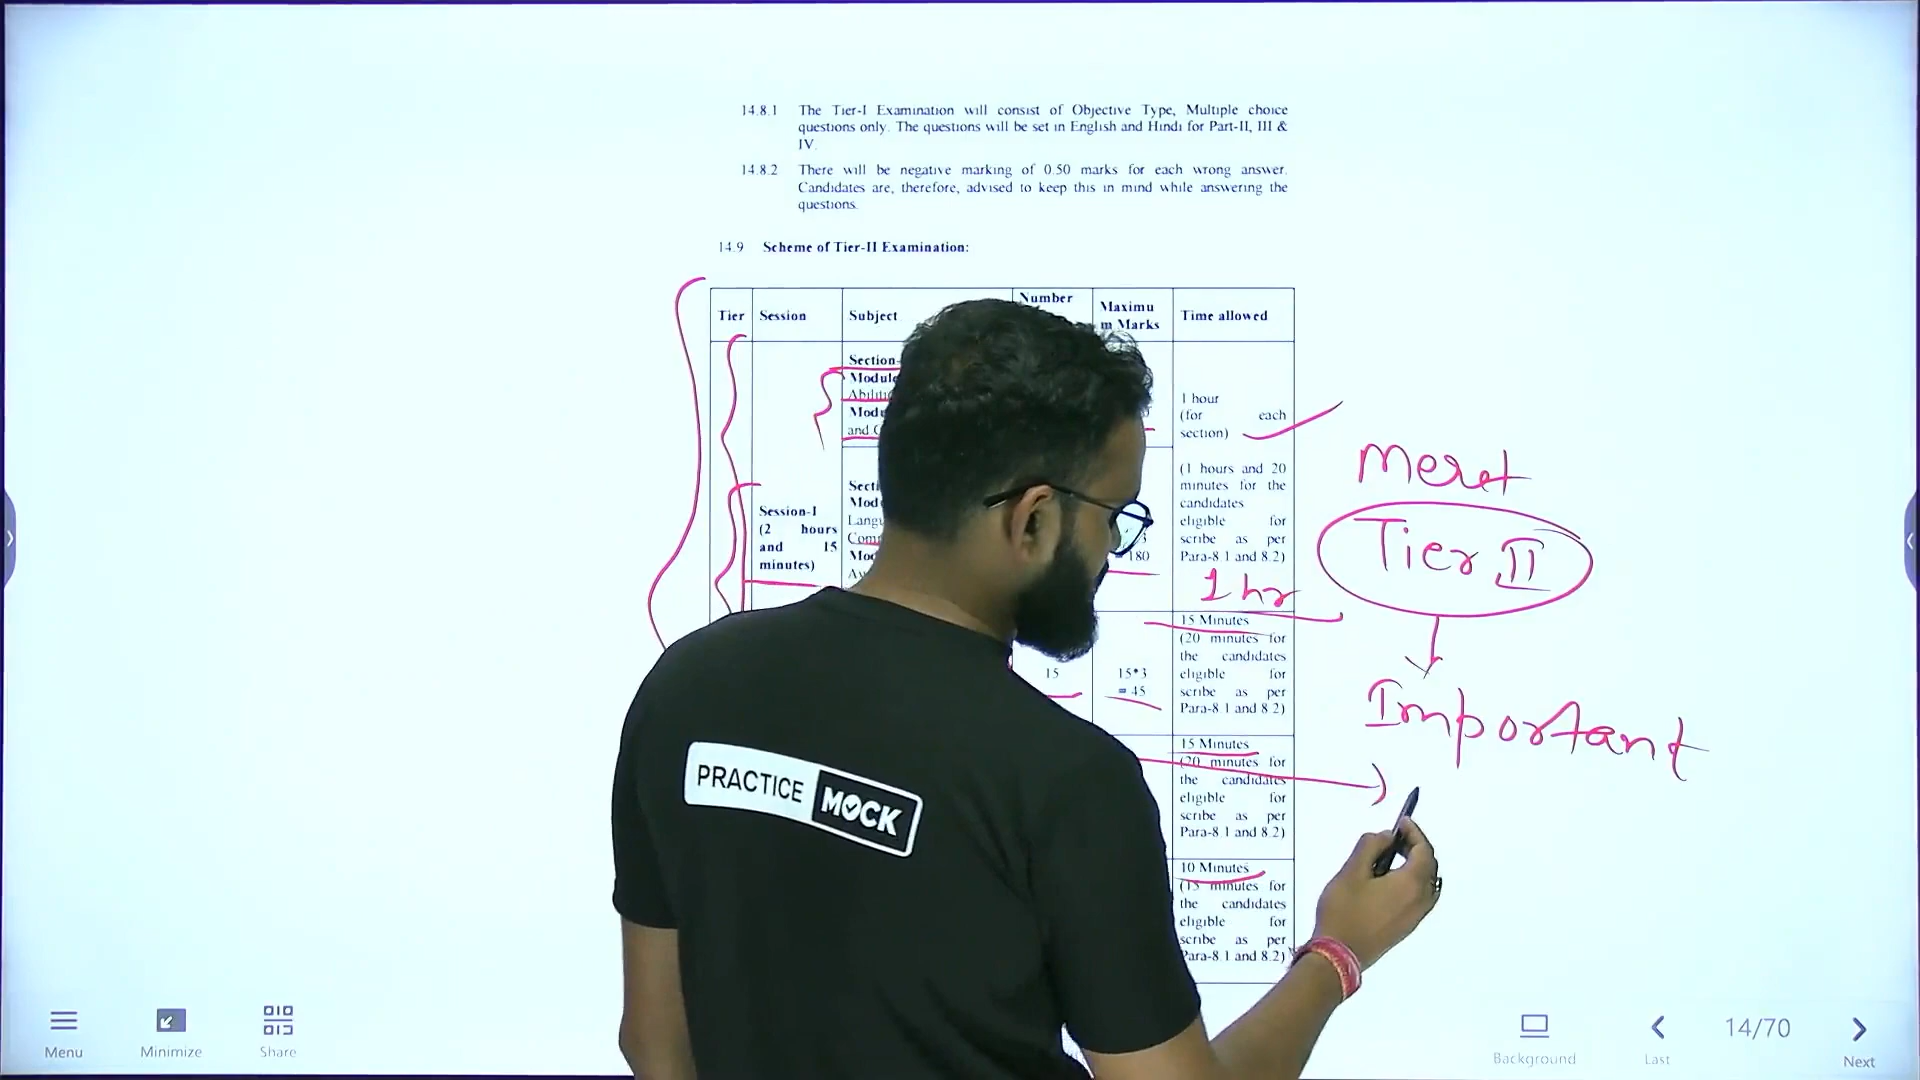 14.8.1 The Tier-I Examination will consist of Objective Type, Multiple choice
questions only. The questions will be set in English and Hindi for Part-II, III &
IV.
14.8.2 There will be negative marking of 0.50 marks for each wrong answer.
Candidates are, therefore, advised to keep this in mind while answering the
questions.
14.9 Scheme of Tier-II Examination:
Tier Session Subject Number Maximu
m Marks Time allowed
Section-
Abiliti
and
1 hour
(for each
section)
(1 hours and 20
minutes for the
candidates
eligible for
scribe as per
Para-8.1 and 8.2)
Session-I
(2 hours
and 15
minutes)
180
1 hr
15
15*3
= 45
15 Minutes
(20 minutes for
the candidates
eligible for
scribe as per
Para-8.1 and 8.2)
15 Minutes
(20 minutes for
the candidates
eligible for
scribe as per
Para-8.1 and 8.2)
10 Minutes
(15 minutes for
the candidates
eligible for
scribe as per
Para-8.1 and 8.2)
Tier II
Important
PRACTICE MOCK
Menu
Minimize
Share
Background
Last
14/70
Next